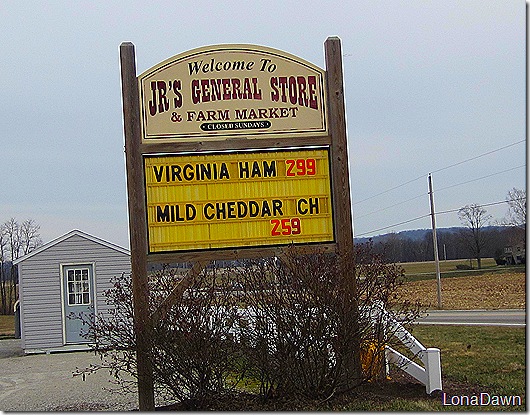 Welcome To
JR'S GENERAL STORE
& FARM MARKET
• CLOSED SUNDAYS •
VIRGINIA HAM 299
MILD CHEDDAR CH
259
LonaDawn